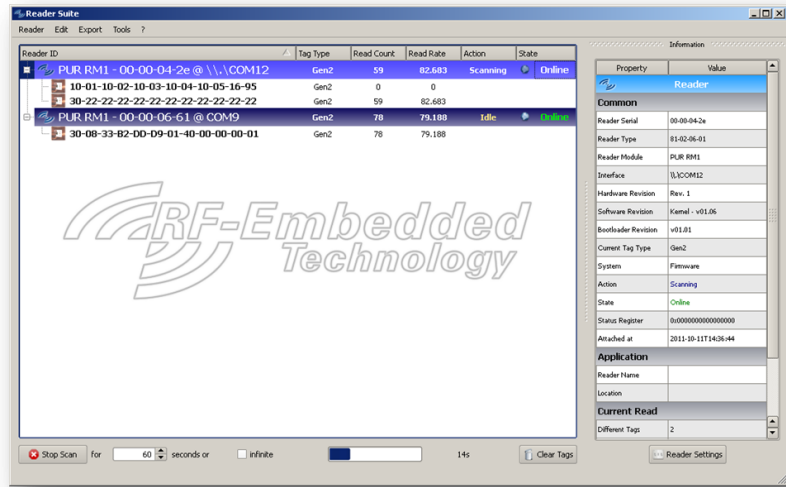 Reader Suite
Reader Edit Export Tools ?
Reader ID Tag Type Read Count Read Rate Action State
PUR RM1 - 00-00-04-2e @ \\.\COM12 Gen2 59 82.683 Scanning Online
10-01-10-02-10-03-10-04-10-05-16-95 Gen2 0 0
30-22-22-22-22-22-22-22-22-22-22-22 Gen2 59 82.683
PUR RM1 - 00-00-06-61 @ COM9 Gen2 78 79.188 Idle Online
30-08-33-B2-DD-D9-01-40-00-00-00-01 Gen2 78 79.188
RF-Embedded
Technology
Stop Scan for 60 seconds or infinite 14s Clear Tags
Information
Property Value
Reader
Common
Reader Serial 00-00-04-2e
Reader Type 81-02-06-01
Reader Module PUR RM1
Interface \\.\COM12
Hardware Revision Rev. 1
Software Revision Kernel - v01.06
Bootloader Revision v01.01
Current Tag Type Gen2
System Firmware
Action Scanning
State Online
Status Register 0x0000000000000000
Attached at 2011-10-11T14:36:44
Application
Reader Name
Location
Current Read
Different Tags 2
Reader Settings